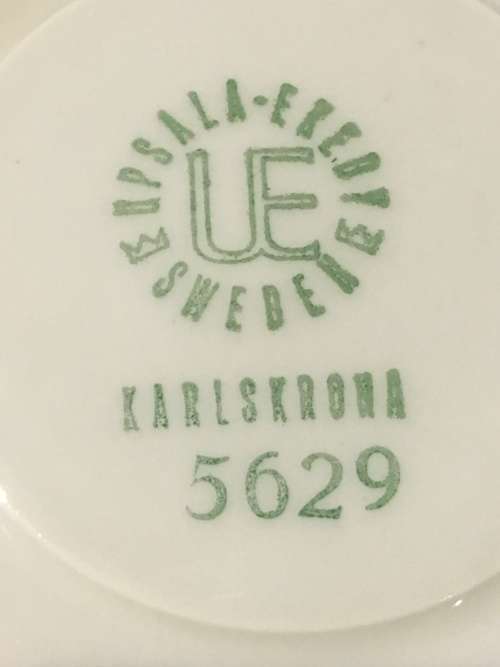 UPSALA-EKEBY
UE
SWEDEN
KARLSKRONA
5629